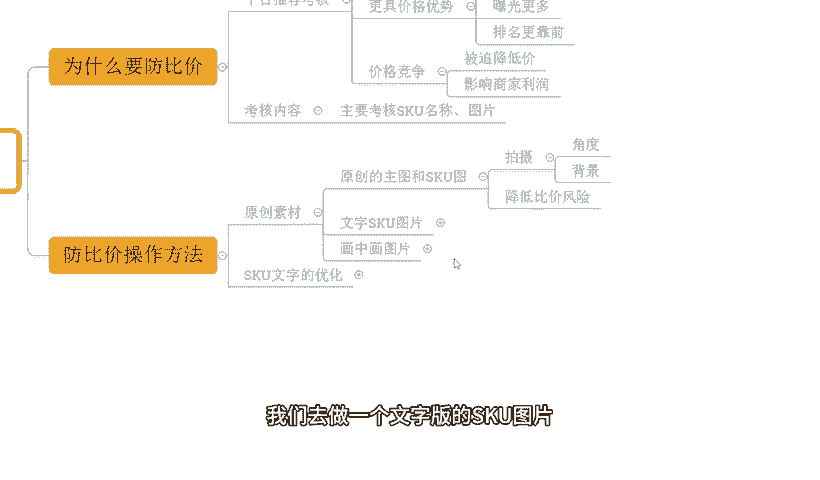 平台推荐考核
更具价格优势
曝光更多
排名更靠前
为什么要防比价
价格竞争
被迫降低价
影响商家利润
考核内容
主要考核SKU名称、图片
原创的主图和SKU图
拍摄
角度
背景
降低比价风险
原创素材
文字SKU图片
画中画图片
防比价操作方法
SKU文字的优化
我们去做一个文字版的SKU图片